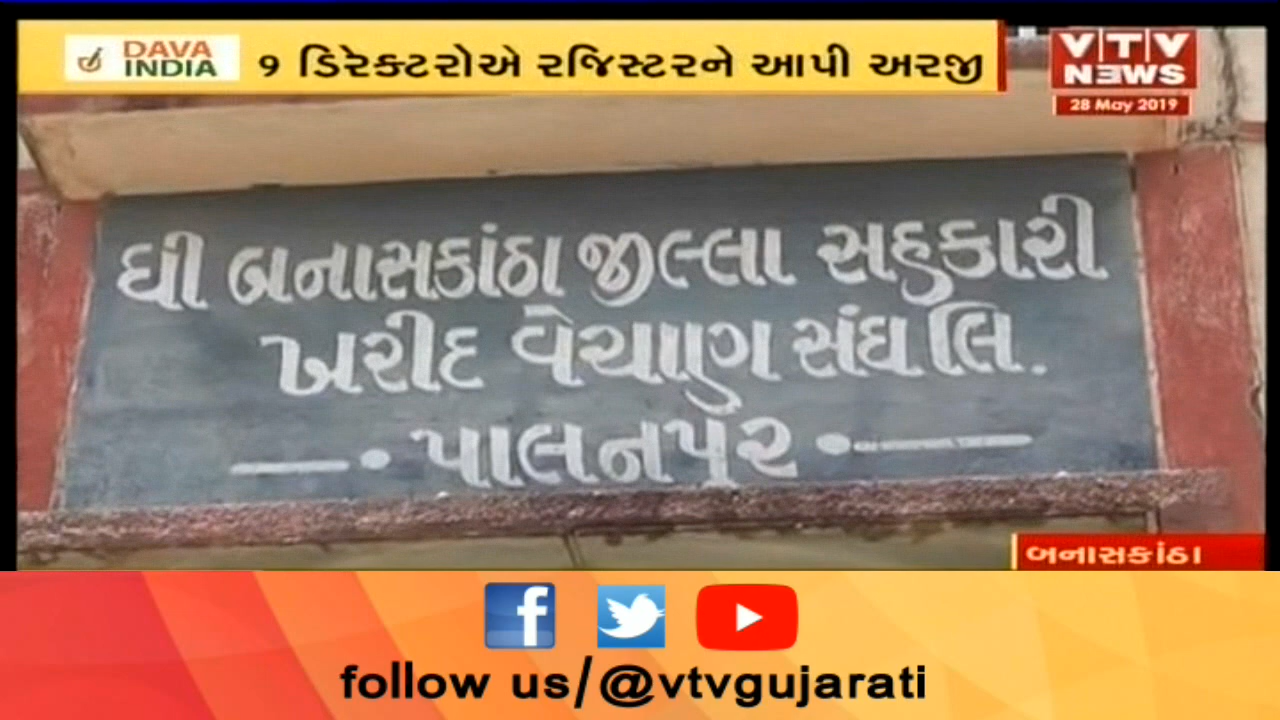 DAVA
INDIA
9 ડિરેક્ટરોએ રજિસ્ટરને આપી અરજી
VTV
NEWS
28 May 2019
ઘી બનાસકાંઠા જીલ્લા સહકારી
ખરીદ વેચાણ સંઘ લિ.
પાલનપુર
બનાસકાંઠા
follow us/@vtvgujarati